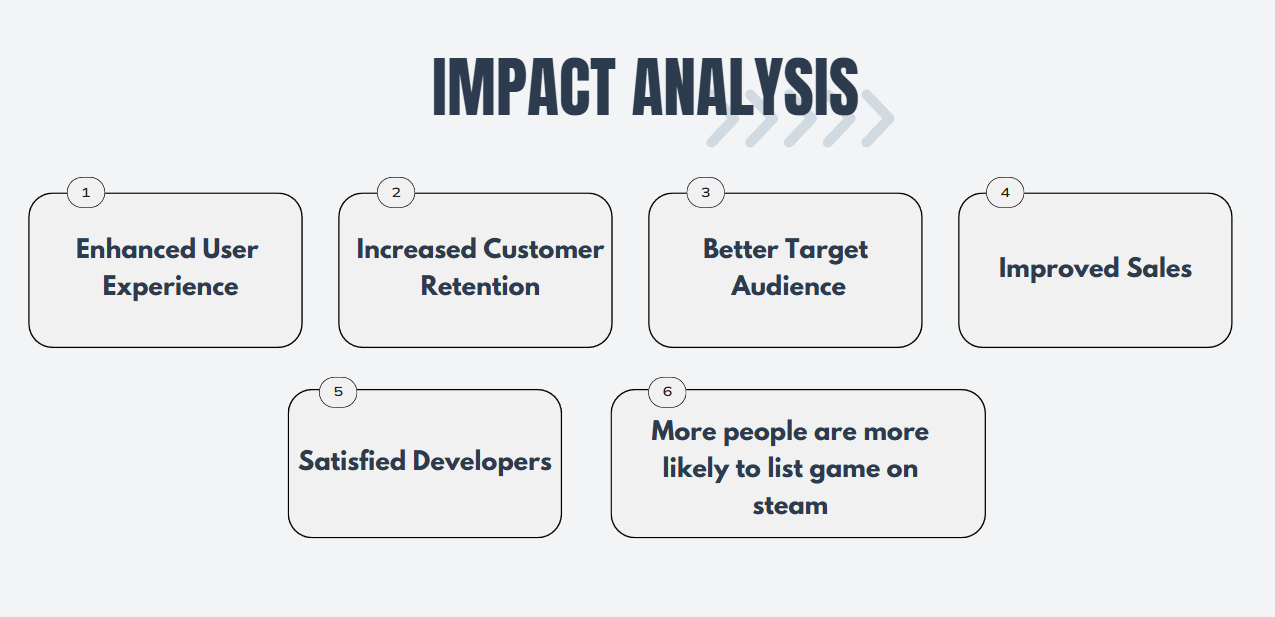 IMPACT ANALYSIS
1
Enhanced User
Experience
2
Increased Customer
Retention
3
Better Target
Audience
4
Improved Sales
5
Satisfied Developers
6
More people are more
likely to list game on
steam